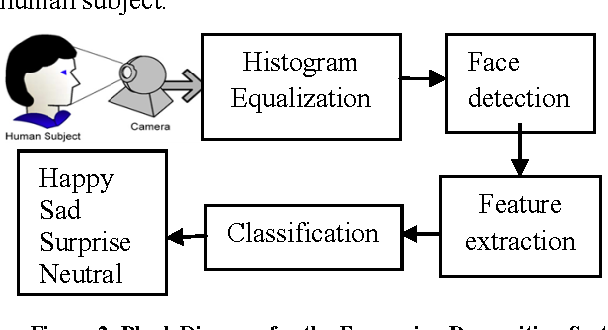 human subject.
Histogram
Equalization
Face
detection
Human Subject
Camera
Happy
Sad
Surprise
Neutral
Classification
Feature
extraction